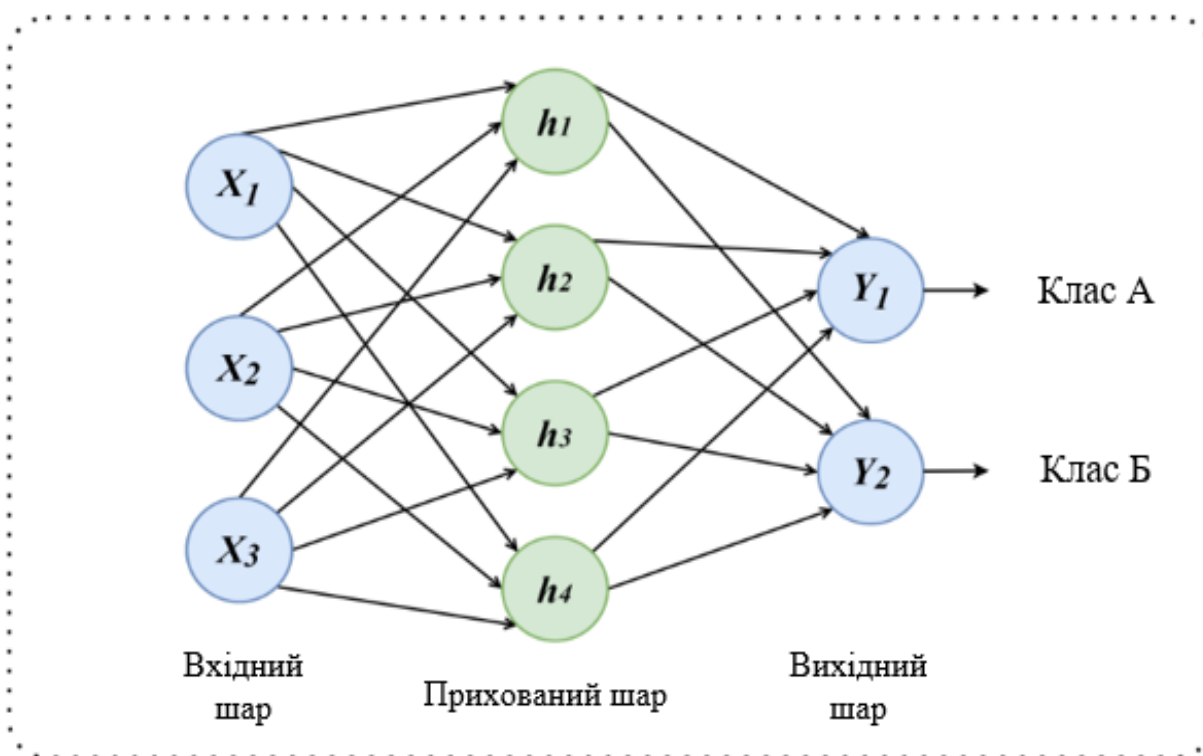 X1
X2
X3
h1
h2
h3
h4
Y1
Y2
Клас А
Клас Б
Вхідний
шар
Прихований шар
Вихідний
шар